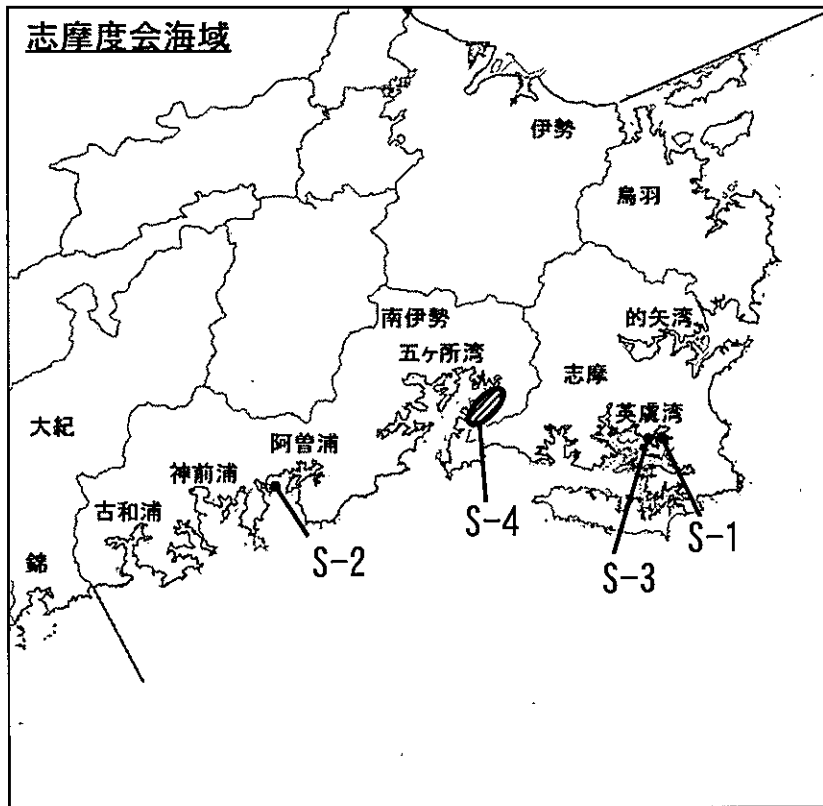 志摩度会海域
伊勢
鳥羽
南伊勢
的矢湾
五ヶ所湾
志摩
大紀
英虞湾
阿曽浦
神前浦
古和浦
S-4
S-1
S-2
S-3
錦